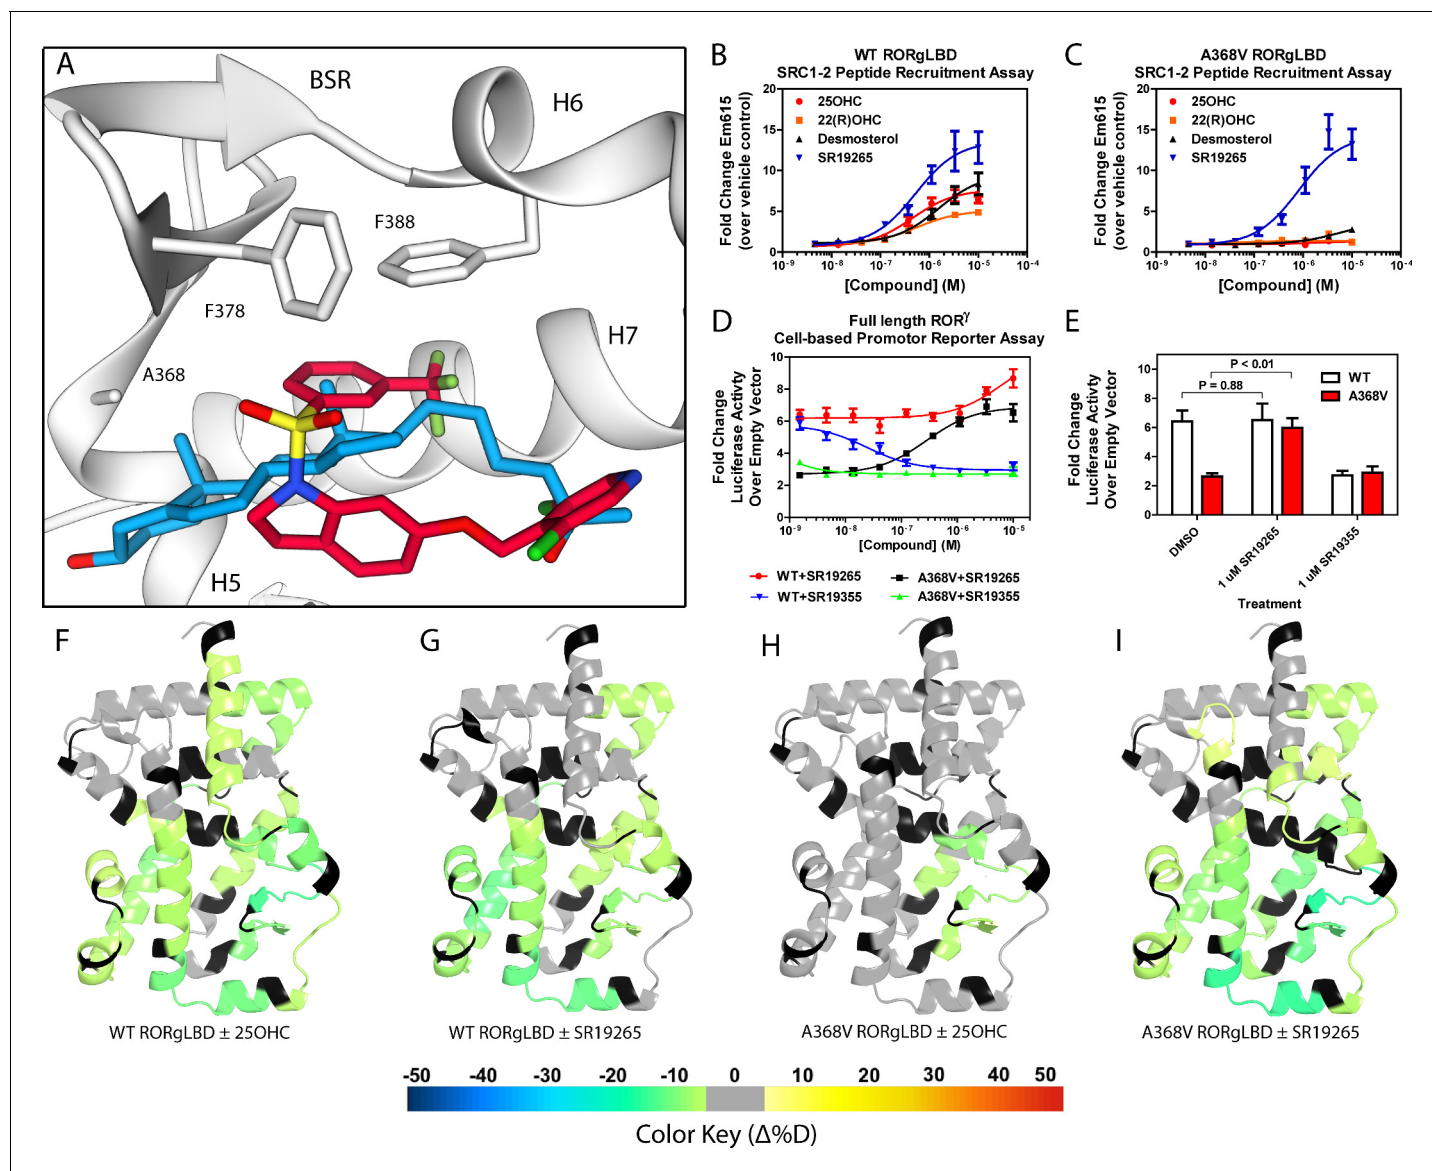 A
BSR
H6
F388
F378
A368
H7
H5
B
WT RORgLBD
SRC1-2 Peptide Recruitment Assay
Fold Change Em615
(over vehicle control)
20
15
10
5
0
25OHC
22(R)OHC
Desmosterol
SR19265
10⁻⁹ 10⁻⁸ 10⁻⁷ 10⁻⁶ 10⁻⁵ 10⁻⁴
[Compound] (M)
C
A368V RORgLBD
SRC1-2 Peptide Recruitment Assay
Fold Change Em615
(over vehicle control)
20
15
10
5
0
25OHC
22(R)OHC
Desmosterol
SR19265
10⁻⁹ 10⁻⁸ 10⁻⁷ 10⁻⁶ 10⁻⁵ 10⁻⁴
[Compound] (M)
D
Full length RORγ
Cell-based Promotor Reporter Assay
Fold Change
Luciferase Activty
Over Empty Vector
10
8
6
4
2
0
10⁻⁹ 10⁻⁸ 10⁻⁷ 10⁻⁶ 10⁻⁵
[Compound] (M)
WT+SR19265
A368V+SR19265
WT+SR19355
A368V+SR19355
E
Fold Change
Luciferase Activity
Over Empty Vector
10
8
6
4
2
0
P < 0.01
P = 0.88
WT
A368V
DMSO
1 uM SR19265
1 uM SR19355
Treatment
F
G
H
I
WT RORgLBD ± 25OHC
WT RORgLBD ± SR19265
A368V RORgLBD ± 25OHC
A368V RORgLBD ± SR19265
-50 -40 -30 -20 -10 0 10 20 30 40 50
Color Key (Δ%D)